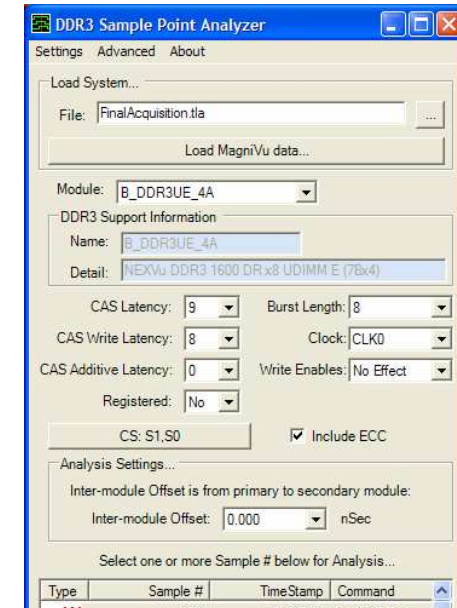 DDR3 Sample Point Analyzer
Settings Advanced About
Load System...
File: FinalAcquisition.tla ...
Load MagniVu data...
Module: B_DDR3UE_4A
DDR3 Support Information
Name: B_DDR3UE_4A
Detail: NEXVu DDR3 1600 DR x8 UDIMM E (7Bx4)
CAS Latency: 9 Burst Length: 8
CAS Write Latency: 8 Clock: CLK0
CAS Additive Latency: 0 Write Enables: No Effect
Registered: No
CS: S1,S0 Include ECC
Analysis Settings...
Inter-module Offset is from primary to secondary module:
Inter-module Offset: 0.000 nSec
Select one or more Sample # below for Analysis...
Type Sample # TimeStamp Command